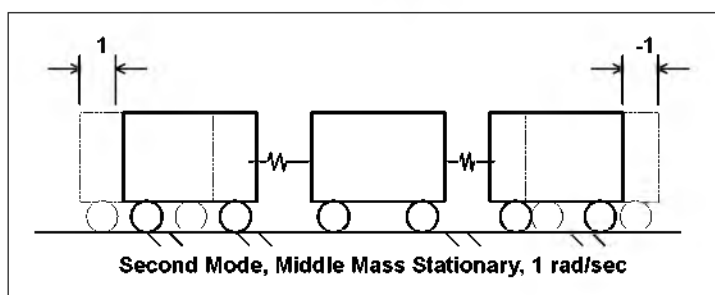 1
-1
Second Mode, Middle Mass Stationary, 1 rad/sec